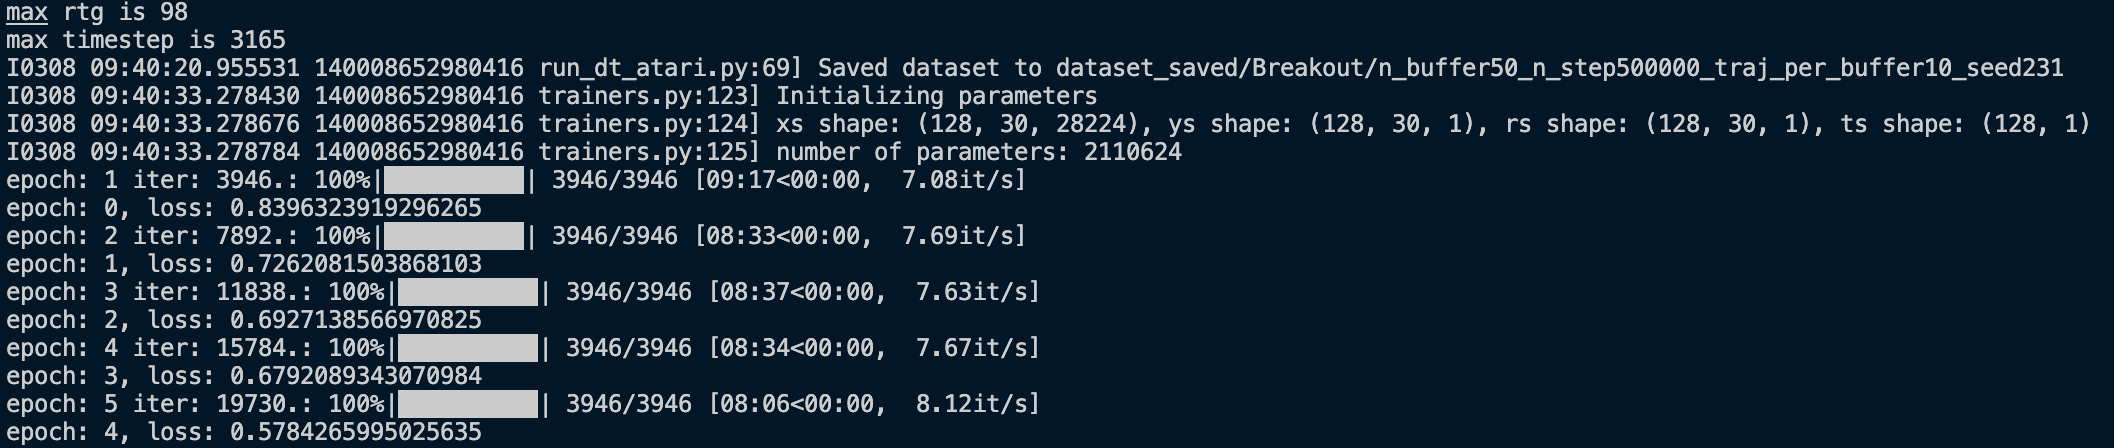 max rtg is 98
max timestep is 3165
I0308 09:40:20.955531 140008652980416 run_dt_atari.py:69] Saved dataset to dataset_saved/Breakout/n_buffer50_n_step500000_traj_per_buffer10_seed231
I0308 09:40:33.278430 140008652980416 trainers.py:123] Initializing parameters
I0308 09:40:33.278676 140008652980416 trainers.py:124] xs shape: (128, 30, 28224), ys shape: (128, 30, 1), rs shape: (128, 30, 1), ts shape: (128, 1)
I0308 09:40:33.278784 140008652980416 trainers.py:125] number of parameters: 2110624
epoch: 1 iter: 3946.: 100%|██████████| 3946/3946 [09:17<00:00,  7.08it/s]
epoch: 0, loss: 0.8396323919296265
epoch: 2 iter: 7892.: 100%|██████████| 3946/3946 [08:33<00:00,  7.69it/s]
epoch: 1, loss: 0.7262081503868103
epoch: 3 iter: 11838.: 100%|██████████| 3946/3946 [08:37<00:00,  7.63it/s]
epoch: 2, loss: 0.6927138566970825
epoch: 4 iter: 15784.: 100%|██████████| 3946/3946 [08:34<00:00,  7.67it/s]
epoch: 3, loss: 0.6792089343070984
epoch: 5 iter: 19730.: 100%|██████████| 3946/3946 [08:06<00:00,  8.12it/s]
epoch: 4, loss: 0.5784265995025635